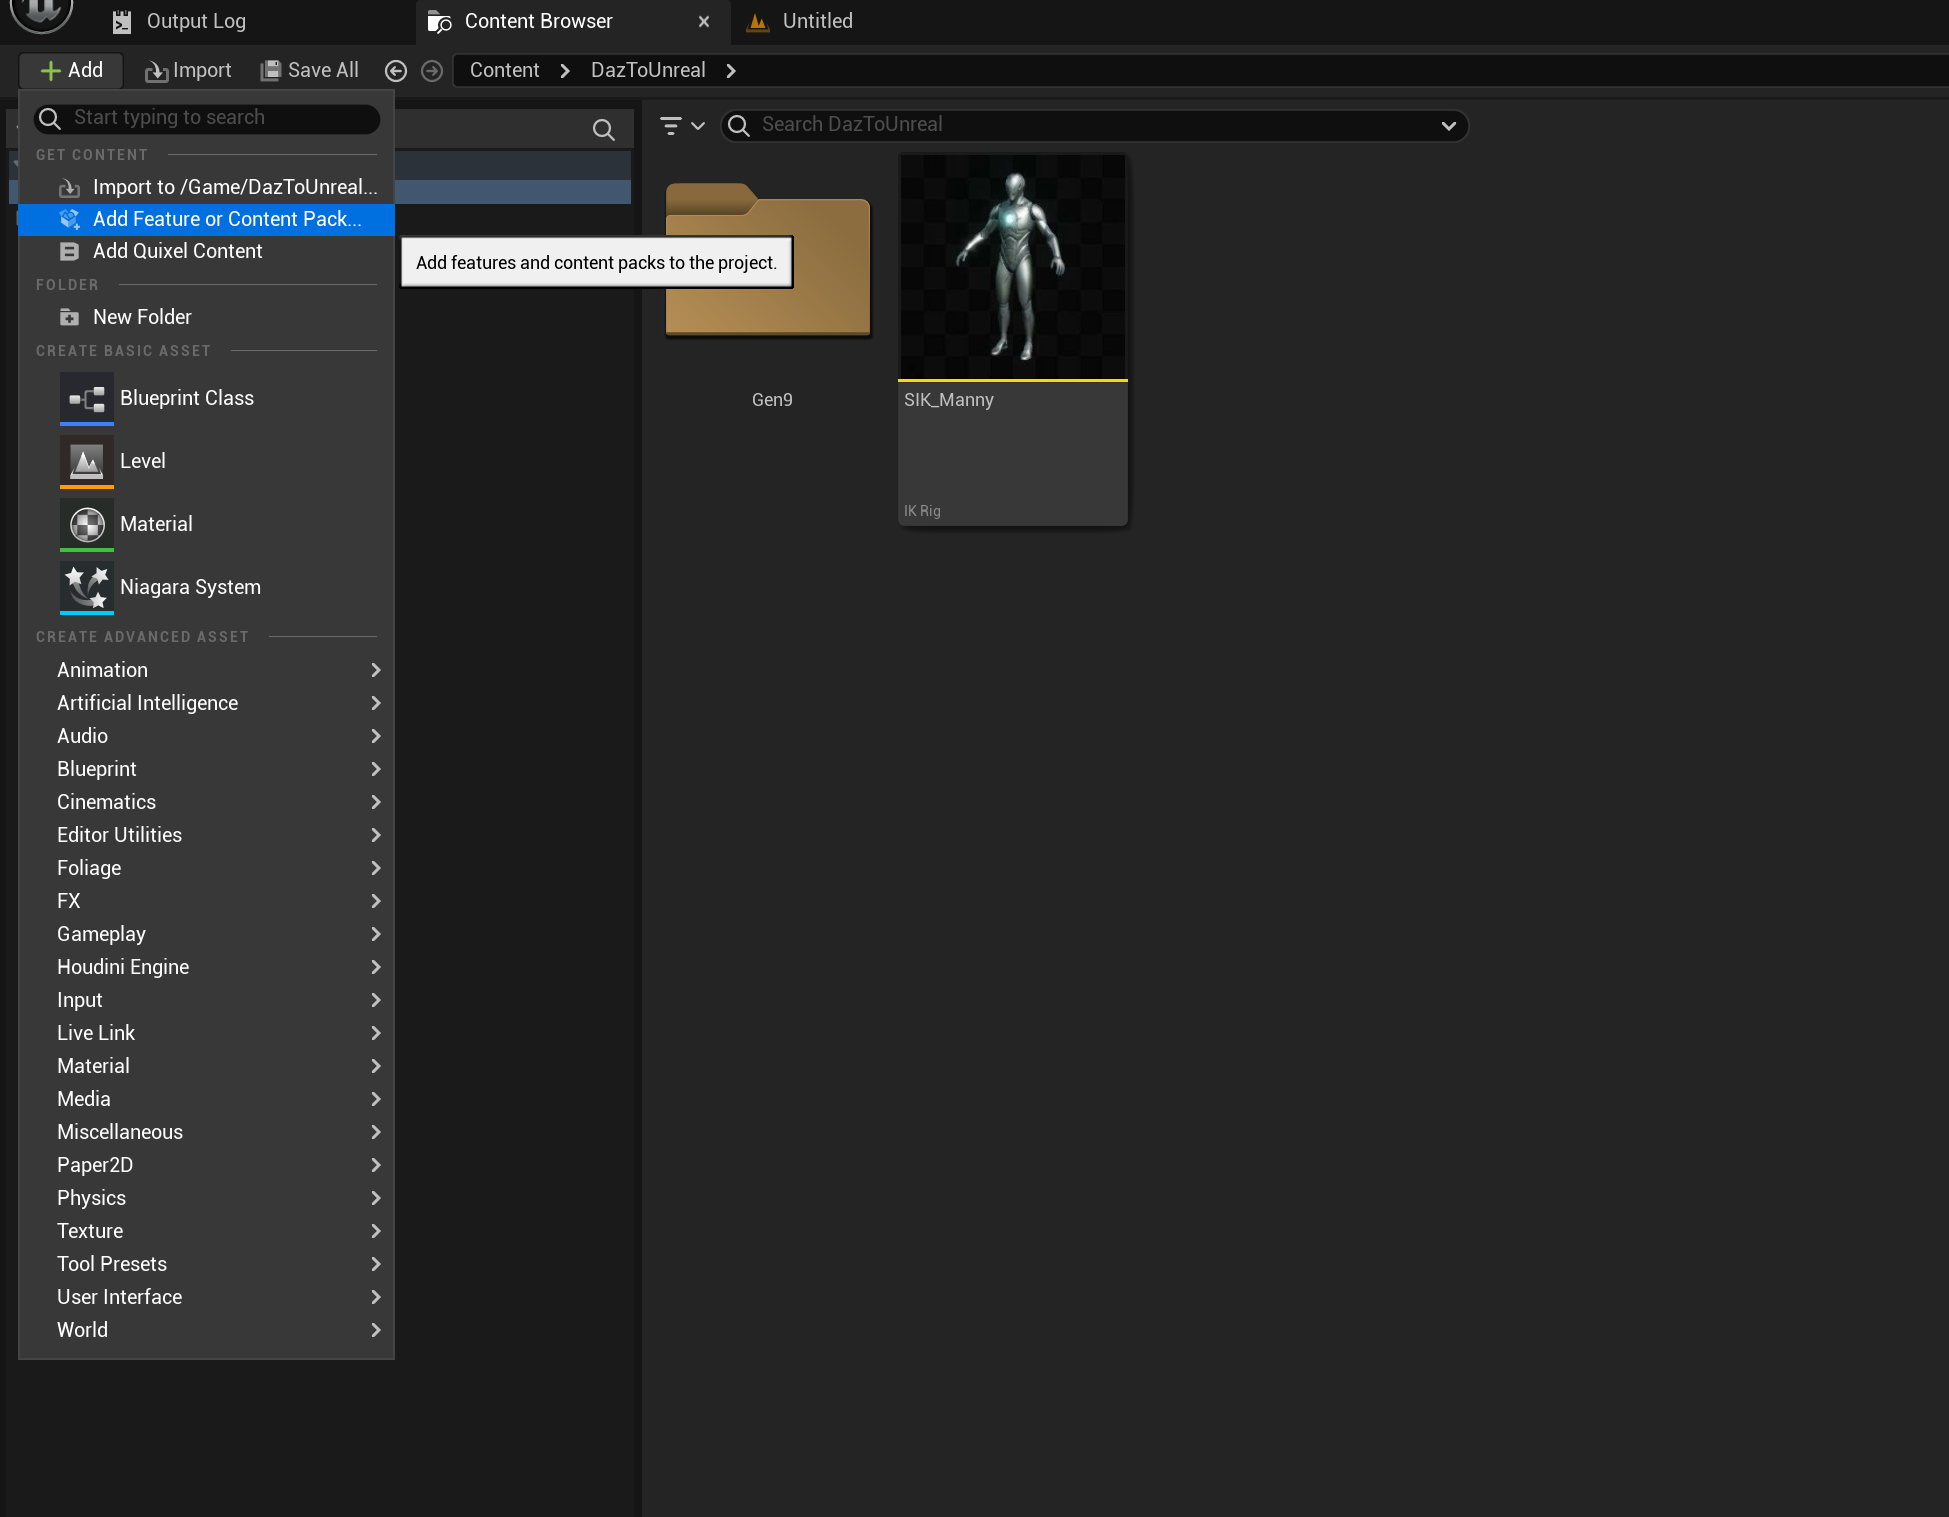 Output Log
Content Browser
Untitled
Add
Import
Save All
Content
DazToUnreal
Start typing to search
Search DazToUnreal
GET CONTENT
Import to /Game/DazToUnreal...
Add Feature or Content Pack...
Add Quixel Content
Add features and content packs to the project.
FOLDER
New Folder
CREATE BASIC ASSET
Blueprint Class
Level
Material
Niagara System
Gen9
SIK_Manny
IK Rig
CREATE ADVANCED ASSET
Animation
Artificial Intelligence
Audio
Blueprint
Cinematics
Editor Utilities
Foliage
FX
Gameplay
Houdini Engine
Input
Live Link
Material
Media
Miscellaneous
Paper2D
Physics
Texture
Tool Presets
User Interface
World